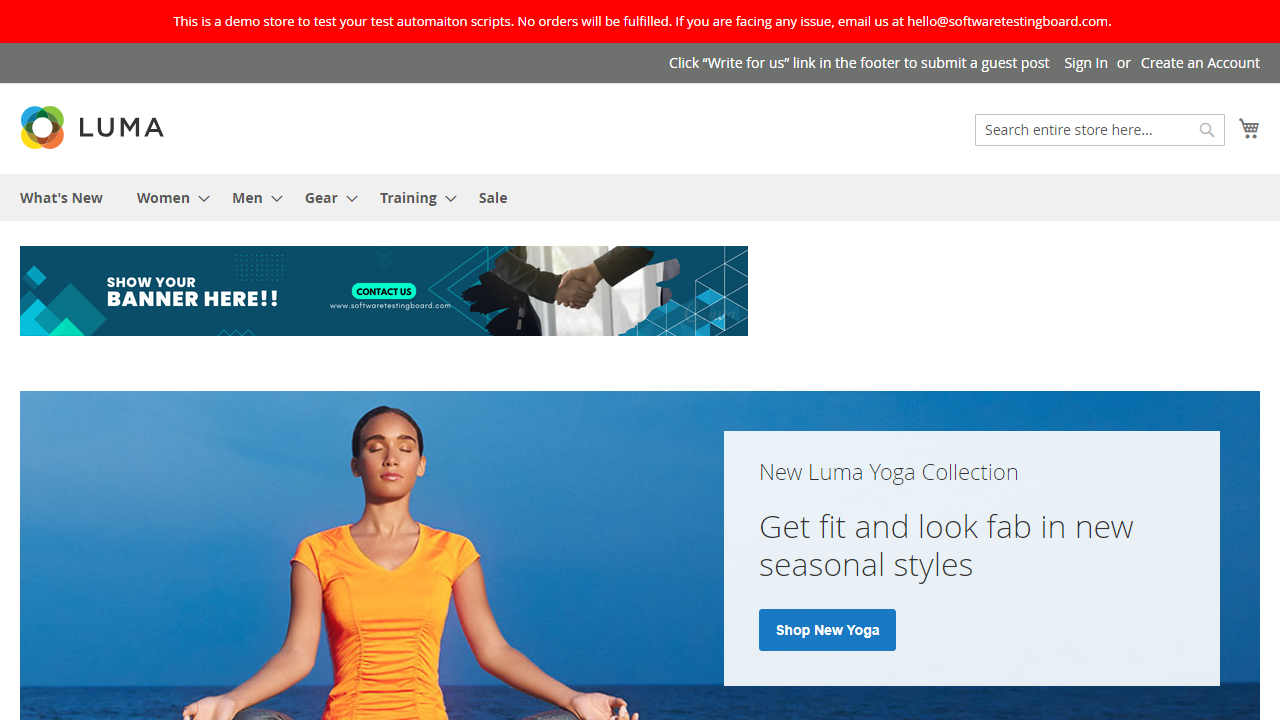 This is a demo store to test your test automaiton scripts. No orders will be fulfilled. If you are facing any issue, email us at hello@softwaretestingboard.com.
Click “Write for us” link in the footer to submit a guest post Sign In or Create an Account
LUMA
Search entire store here...
What's New Women Men Gear Training Sale
SHOW YOUR
BANNER HERE!!
CONTACT US
www.softwaretestingboard.com
New Luma Yoga Collection
Get fit and look fab in new
seasonal styles
Shop New Yoga